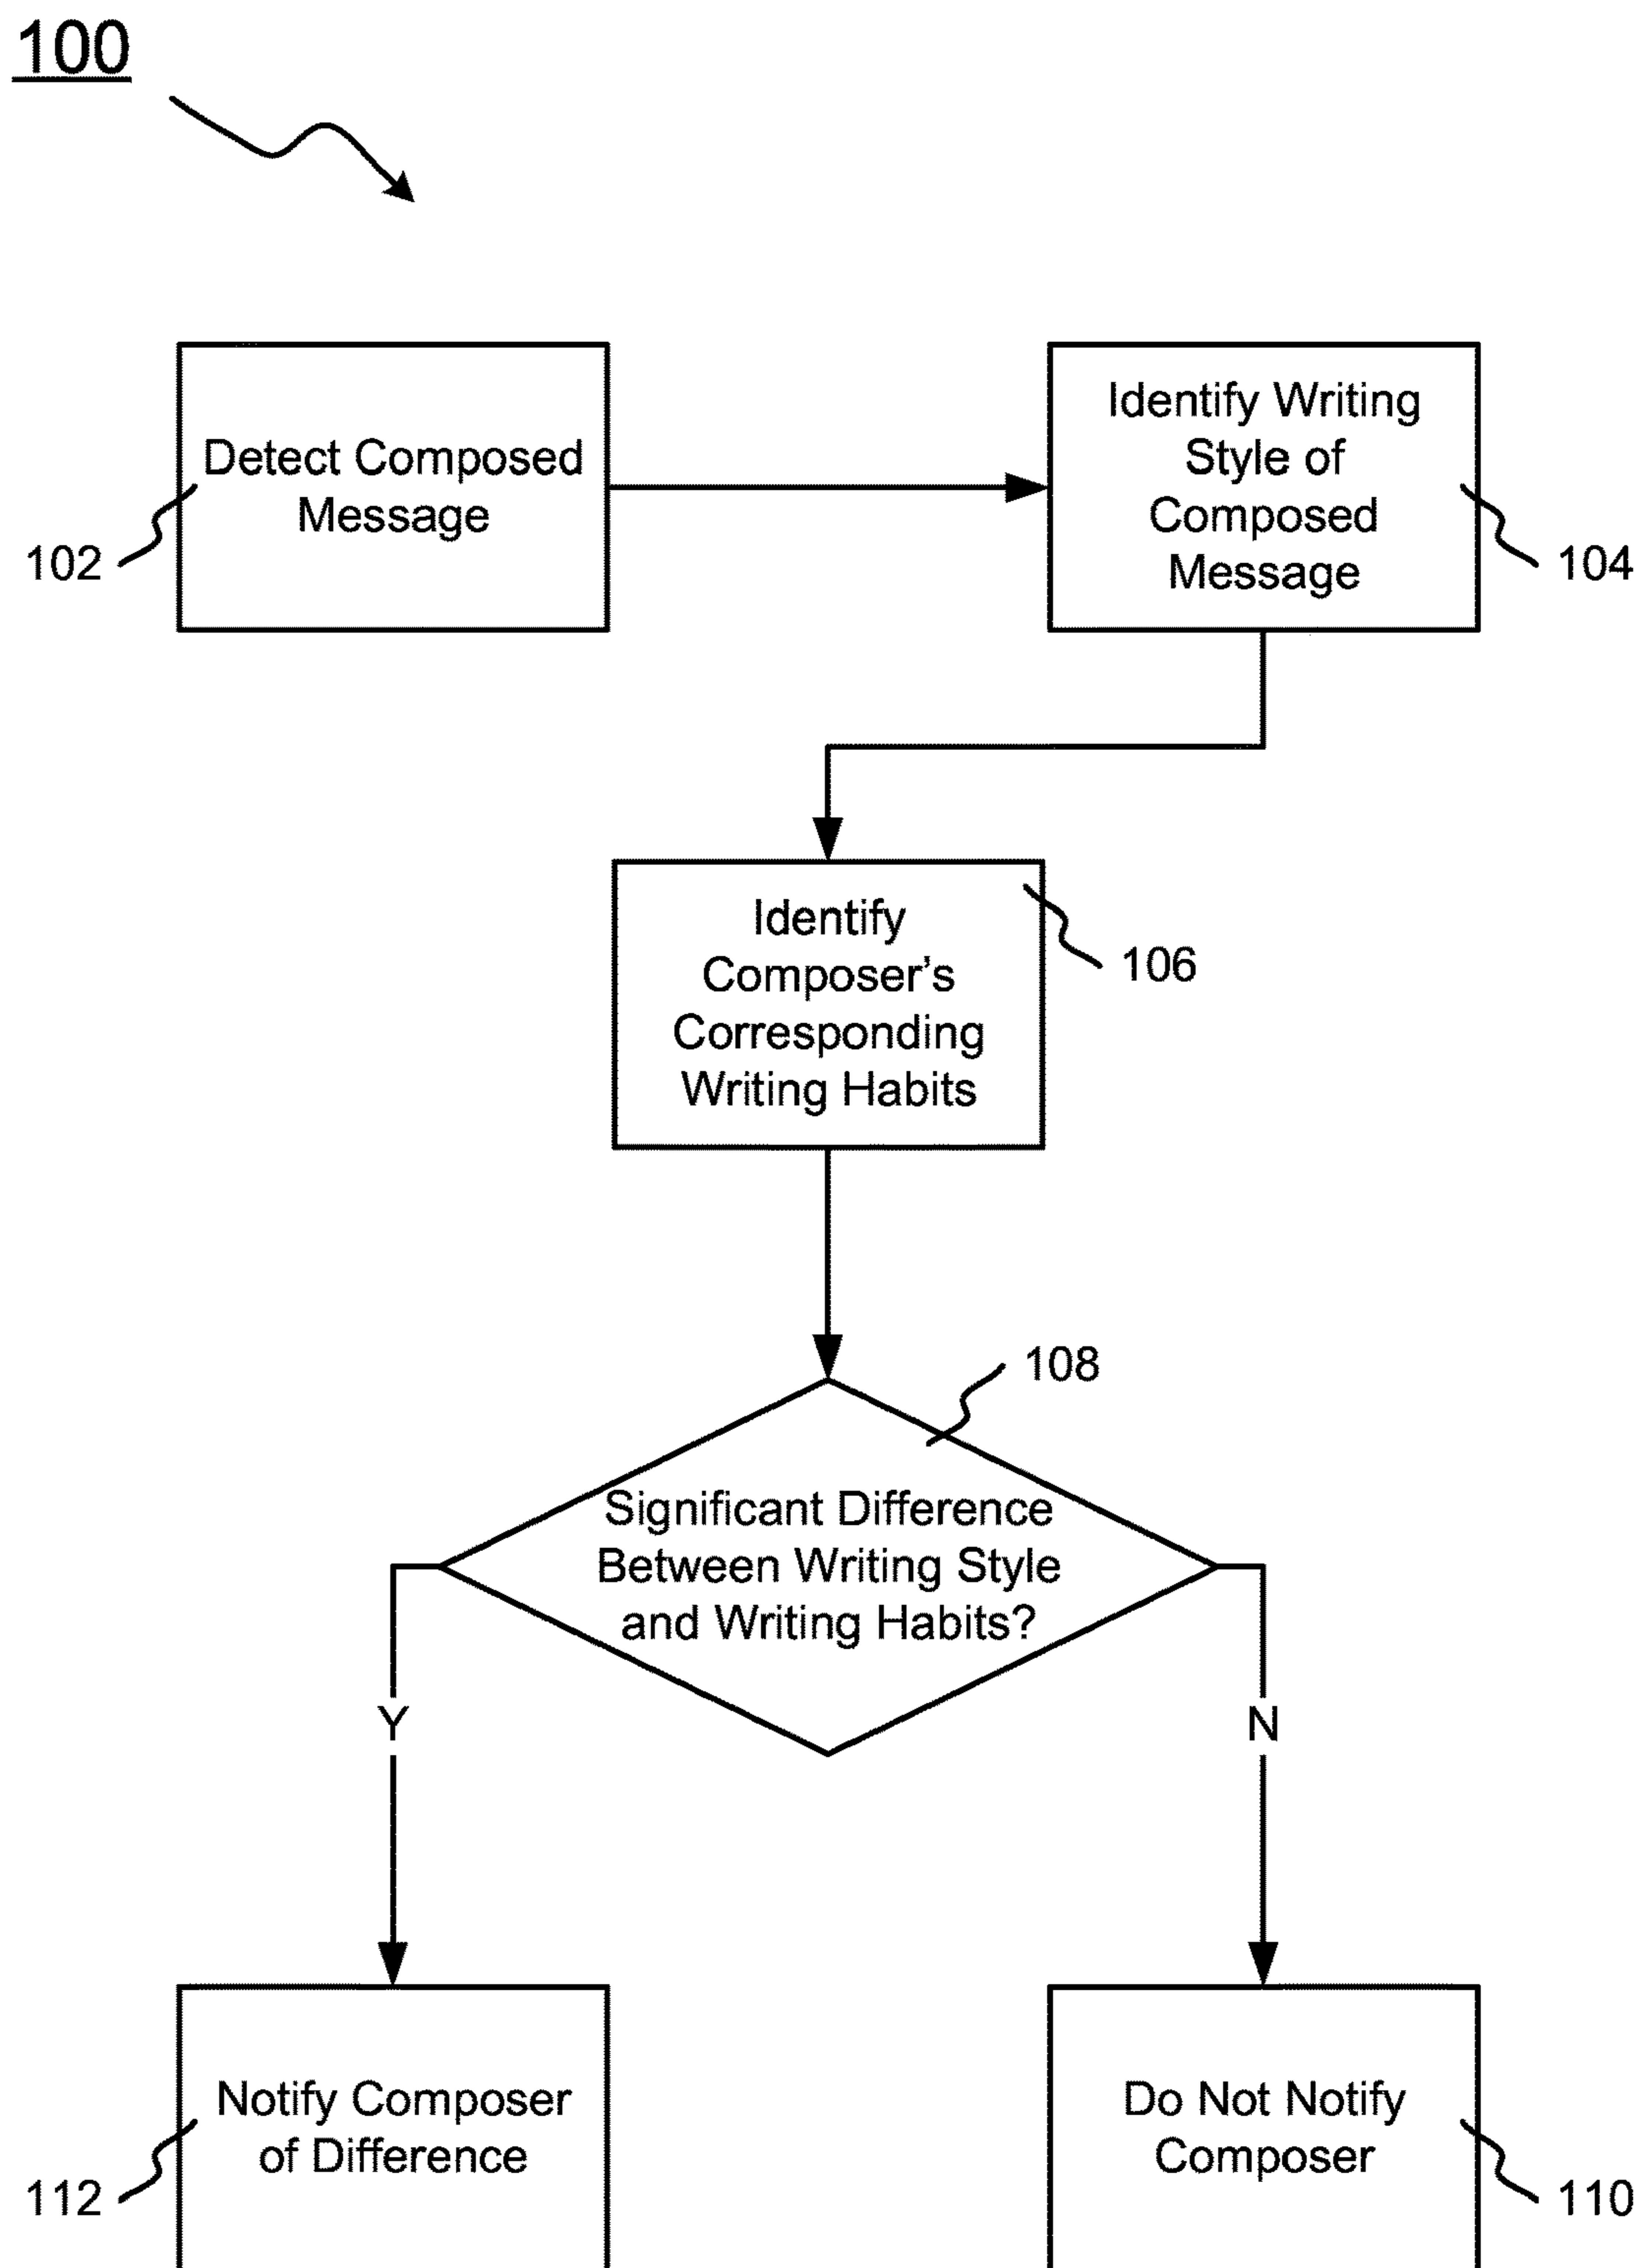 100
Detect Composed
Message
102
Identify Writing
Style of
Composed
Message
104
Identify
Composer's
Corresponding
Writing Habits
106
108
Significant Difference
Between Writing Style
and Writing Habits?
Y
N
Notify Composer
of Difference
112
Do Not Notify
Composer
110